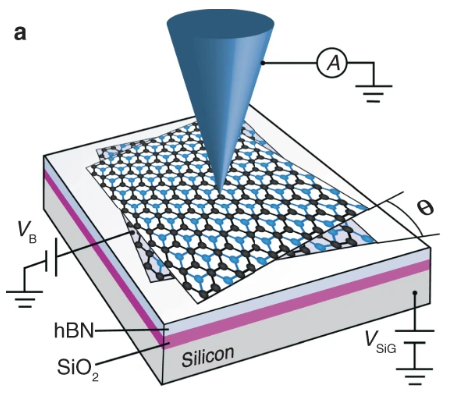 a
A
θ
V_B
hBN
SiO₂
Silicon
V_SiG